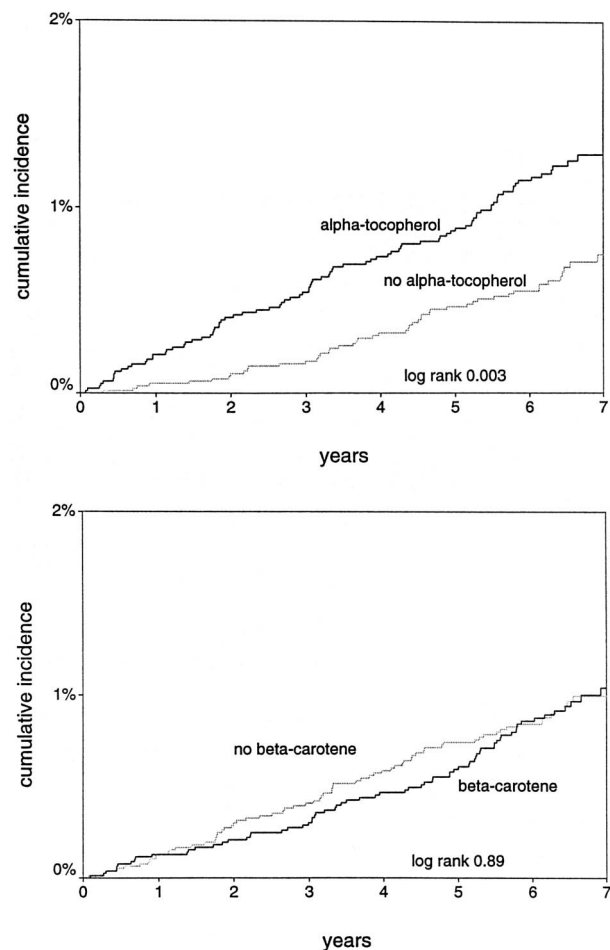 2%
cumulative incidence
1%
alpha-tocopherol
no alpha-tocopherol
0%
log rank 0.003
1 2 3 4 5 6 7
years
2%
cumulative incidence
1%
no beta-carotene
beta-carotene
0%
log rank 0.89
1 2 3 4 5 6 7
years